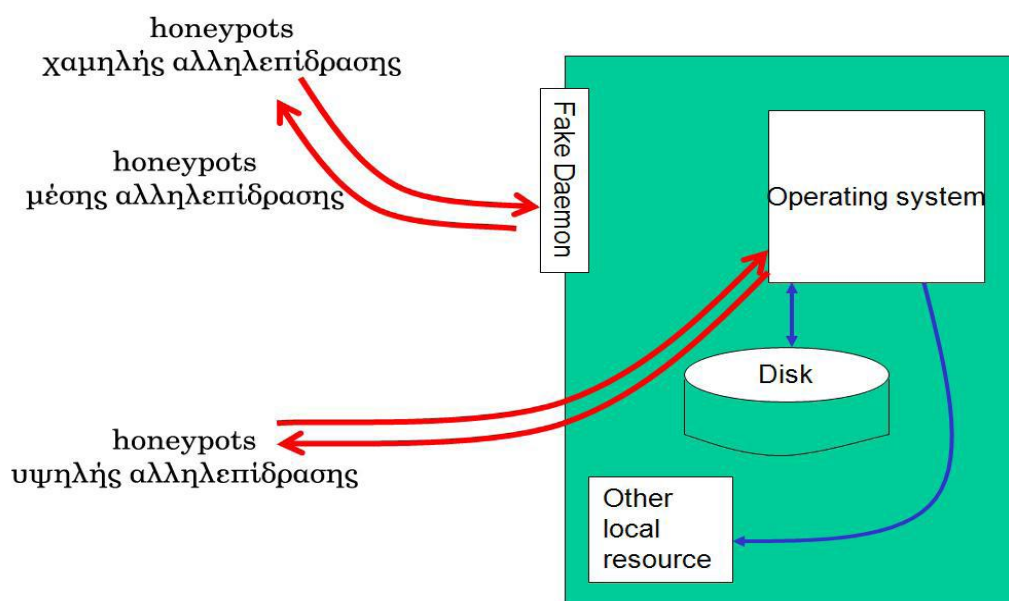 honeypots
χαμηλής αλληλεπίδρασης
honeypots
μέσης αλληλεπίδρασης
honeypots
υψηλής αλληλεπίδρασης
Fake Daemon
Operating system
Disk
Other
local
resource